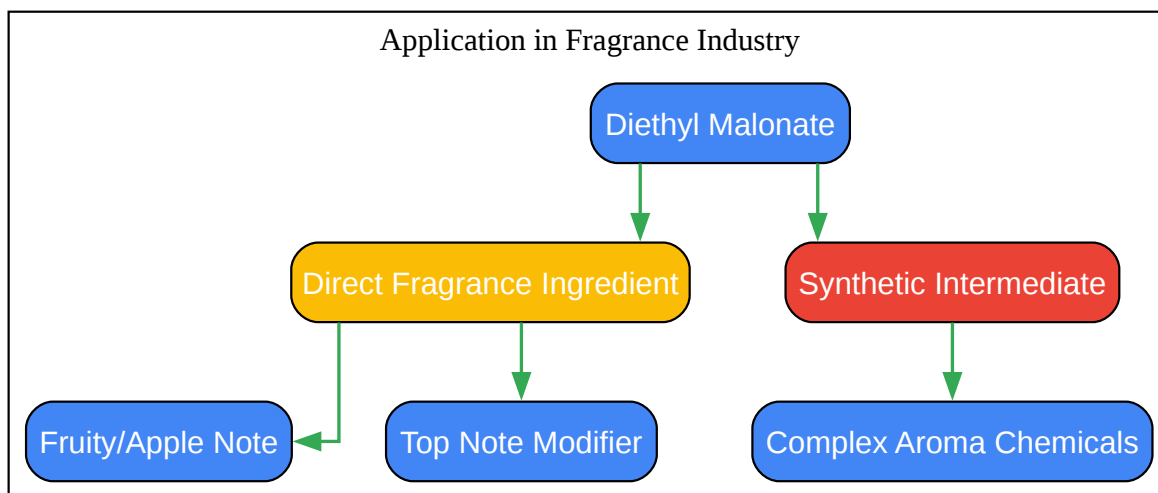 Application in Fragrance Industry
Diethyl Malonate
Direct Fragrance Ingredient
Synthetic Intermediate
Fruity/Apple Note
Top Note Modifier
Complex Aroma Chemicals